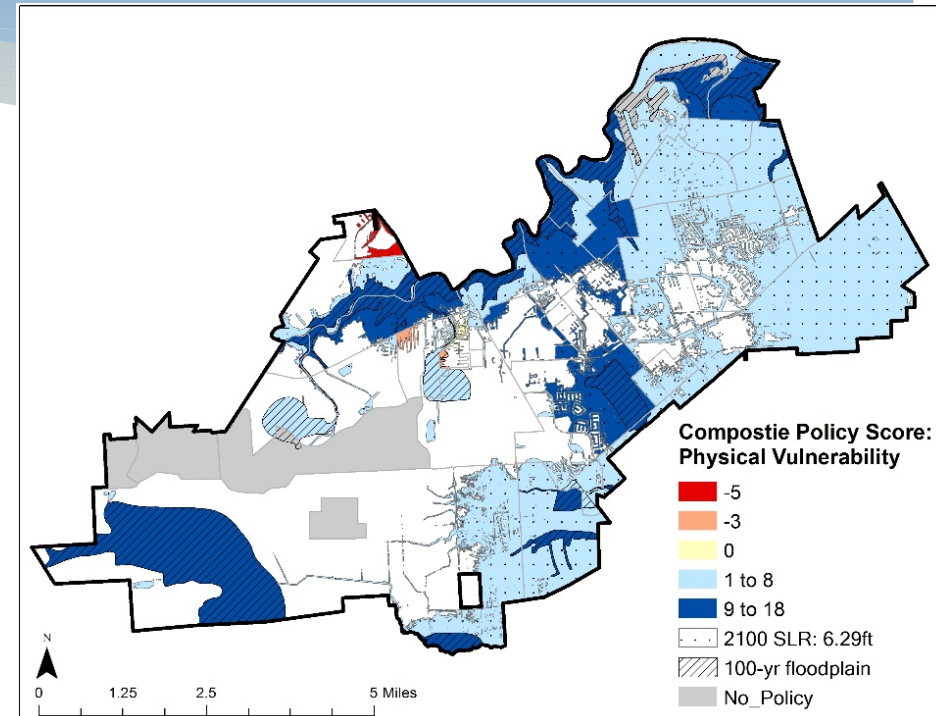 Compostie Policy Score:
Physical Vulnerability
-5
-3
0
1 to 8
9 to 18
2100 SLR: 6.29ft
100-yr floodplain
No_Policy
N
0 1.25 2.5 5 Miles